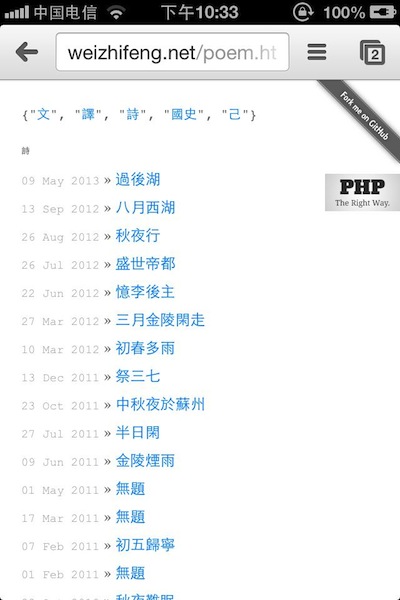 中国电信 下午10:33 100%
weizhifeng.net/poem.ht 2
Fork me on GitHub
{"文", "譯", "詩", "國史", "己"}
詩
PHP
The Right Way.
09 May 2013 » 過後湖
13 Sep 2012 » 八月西湖
26 Aug 2012 » 秋夜行
26 Jul 2012 » 盛世帝都
22 Jun 2012 » 憶李後主
27 Mar 2012 » 三月金陵閑走
10 Mar 2012 » 初春多雨
13 Dec 2011 » 祭三七
23 Oct 2011 » 中秋夜於蘇州
27 Jul 2011 » 半日閑
09 Jun 2011 » 金陵煙雨
01 May 2011 » 無題
17 Mar 2011 » 無題
07 Feb 2011 » 初五歸寧
01 Feb 2011 » 無題